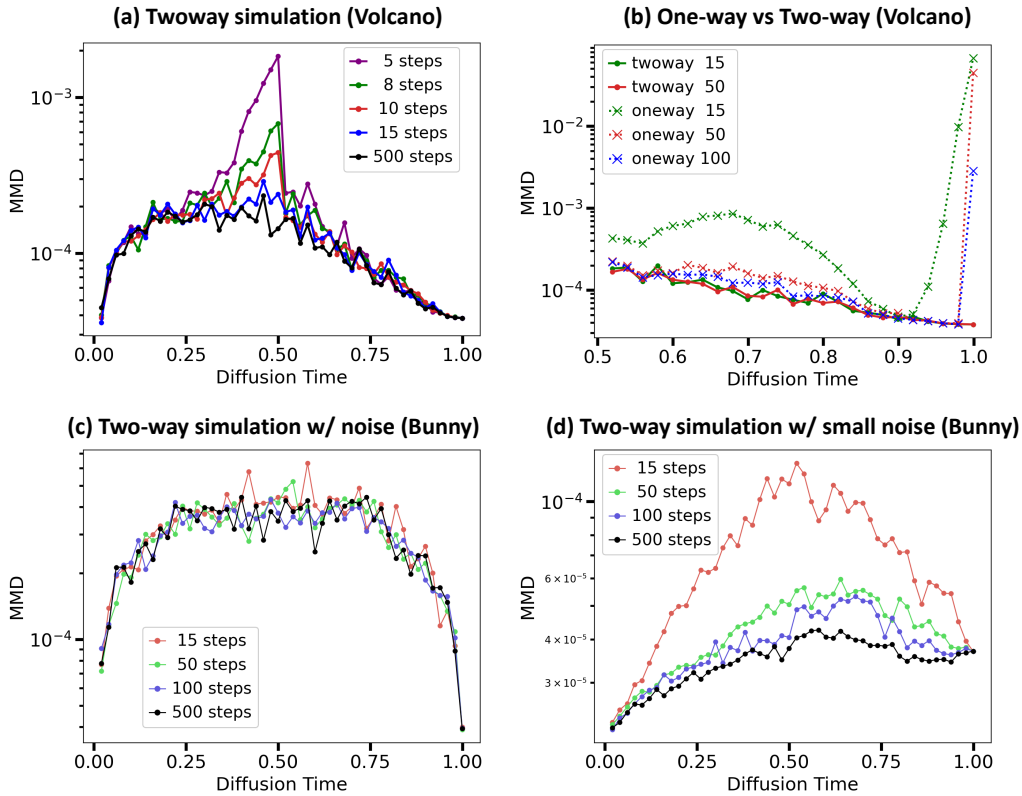 (a) Twoway simulation (Volcano)
MMD
10⁻³
10⁻⁴
5 steps
8 steps
10 steps
15 steps
500 steps
0.00 0.25 0.50 0.75 1.00
Diffusion Time
(b) One-way vs Two-way (Volcano)
MMD
10⁻²
10⁻³
10⁻⁴
twoway 15
twoway 50
oneway 15
oneway 50
oneway 100
0.5 0.6 0.7 0.8 0.9 1.0
Diffusion Time
(c) Two-way simulation w/ noise (Bunny)
MMD
10⁻⁴
15 steps
50 steps
100 steps
500 steps
0.00 0.25 0.50 0.75 1.00
Diffusion Time
(d) Two-way simulation w/ small noise (Bunny)
MMD
10⁻⁴
6×10⁻⁵
4×10⁻⁵
3×10⁻⁵
15 steps
50 steps
100 steps
500 steps
0.00 0.25 0.50 0.75 1.00
Diffusion Time